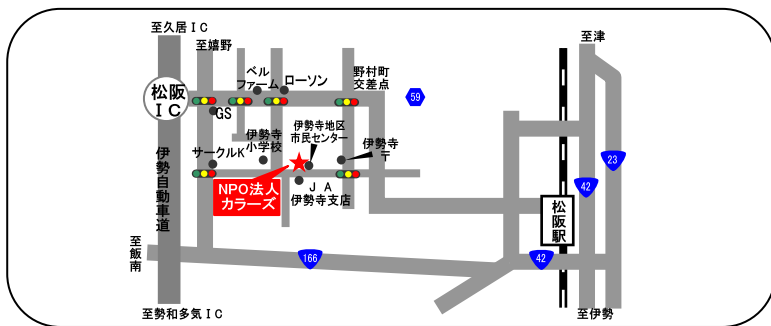 至久居ＩＣ
至嬉野
ベル
ファーム
ローソン
野村町
交差点
至津
松阪
ＩＣ
59
GS
伊勢寺
小学校
伊勢寺地区
市民センター
伊勢寺
〒
サークルK
23
伊勢自動車道
NPO法人
カラーズ
ＪＡ
伊勢寺支店
42
松阪駅
至飯南
166
42
至勢和多気ＩＣ
至伊勢